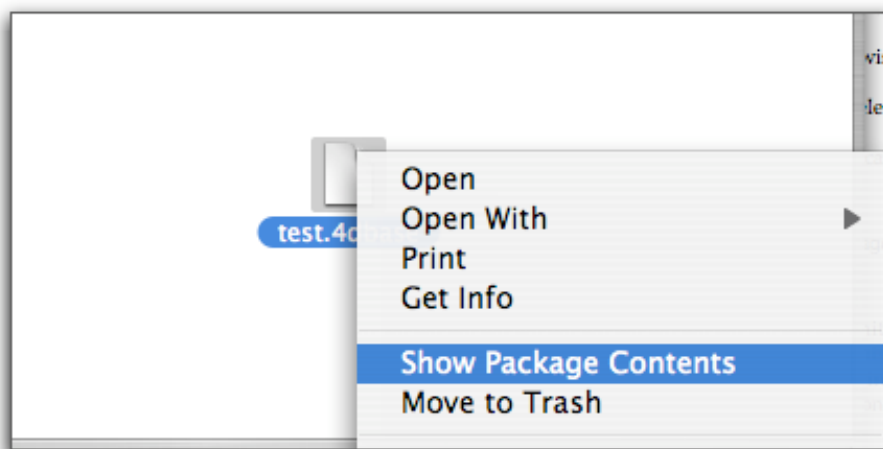 test.4d
Open
Open With
Print
Get Info
Show Package Contents
Move to Trash